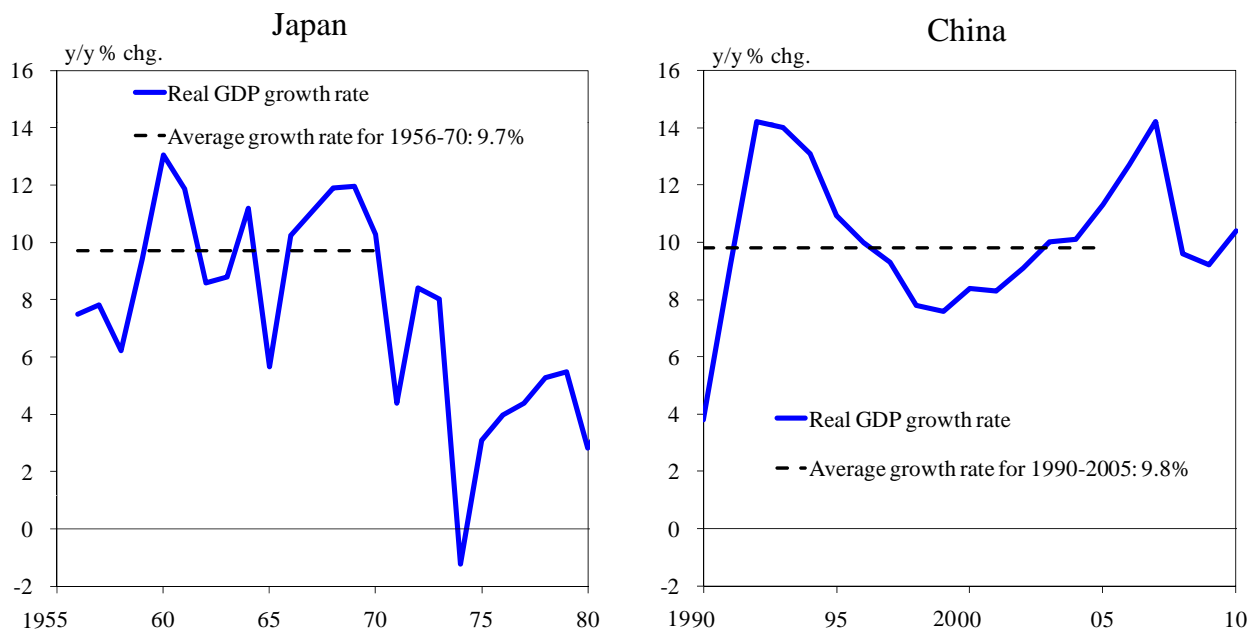 Japan
y/y % chg.
16
14
12
10
8
6
4
2
0
-2
Real GDP growth rate
Average growth rate for 1956-70: 9.7%
1955 60 65 70 75 80
China
y/y % chg.
16
14
12
10
8
6
4
2
0
-2
Real GDP growth rate
Average growth rate for 1990-2005: 9.8%
1990 95 2000 05 10